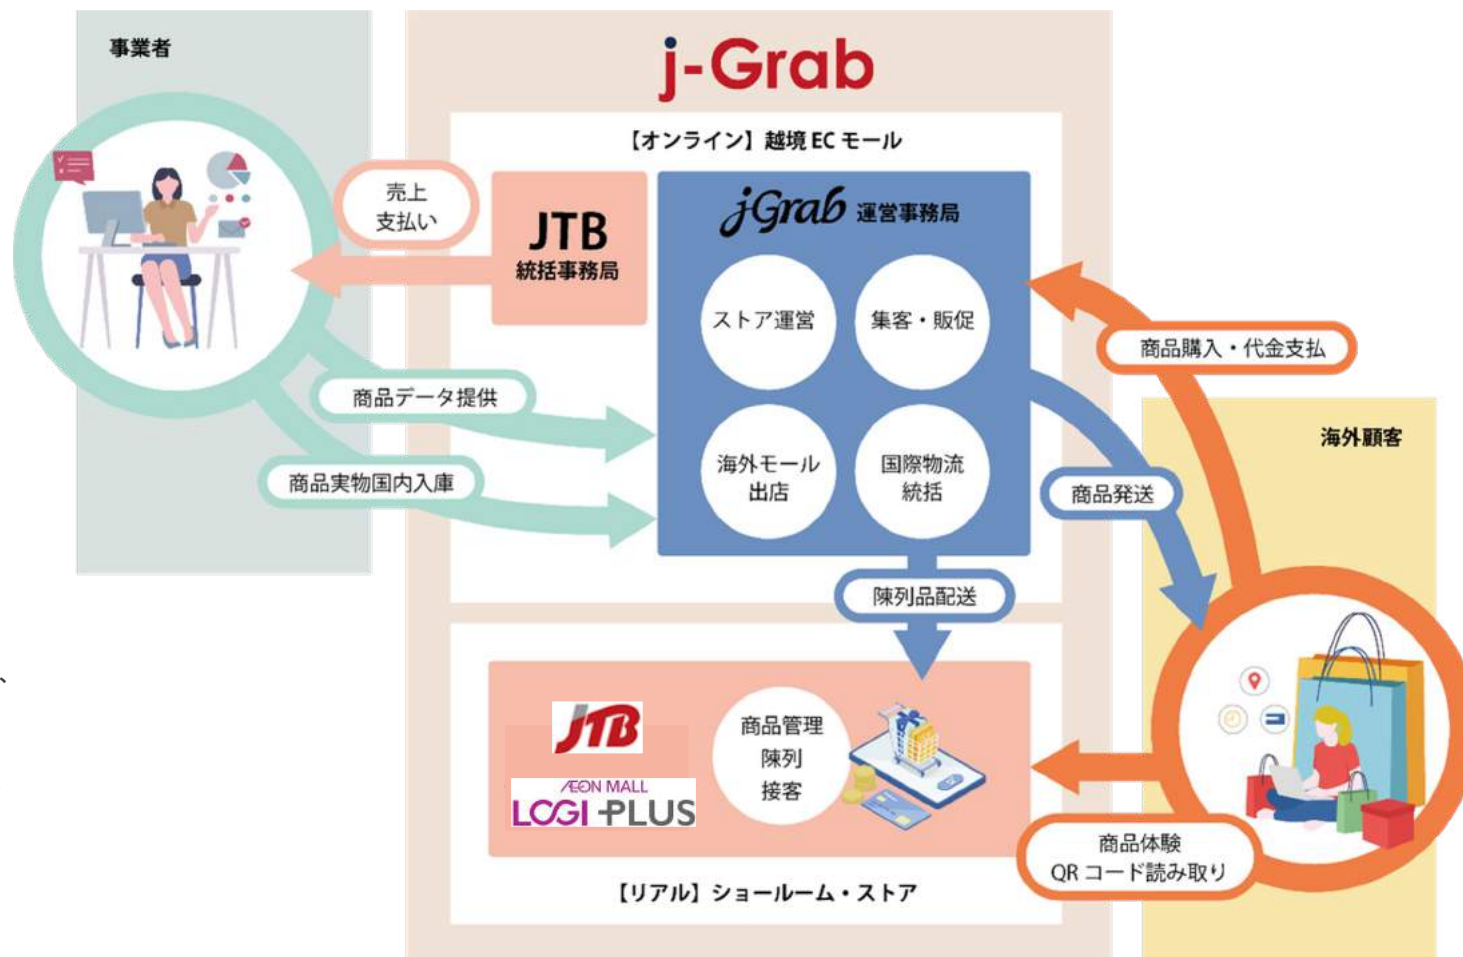 事業者
j-Grab
【オンライン】越境 EC モール
売上
支払い
JTB
統括事務局
j-Grab 運営事務局
ストア運営
集客・販促
海外モール
出店
国際物流
統括
商品データ提供
商品実物国内入庫
商品購入・代金支払
海外顧客
商品発送
陳列品配送
、
JTB
ÆON MALL
LOGI-PLUS
商品管理
陳列
接客
商品体験
QR コード読み取り
【リアル】ショールーム・ストア